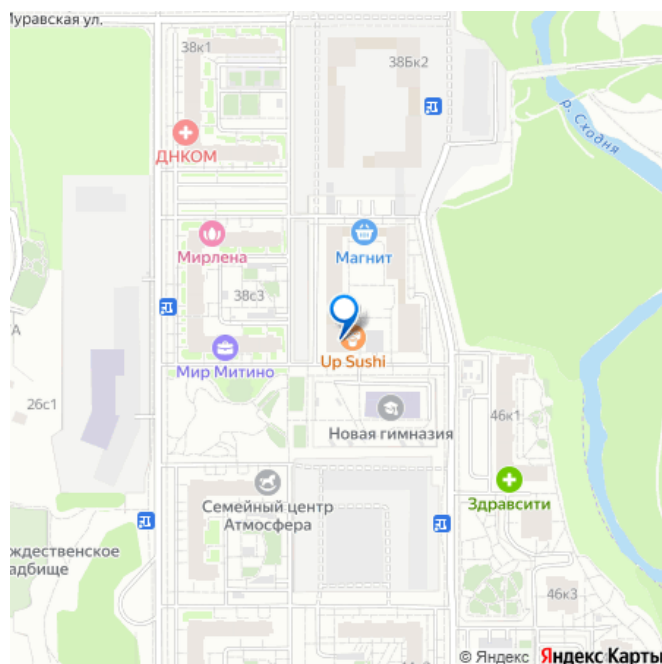 Муравская ул.
38к1
38Бк2
р. Сходня
ДНКОМ
Мирлена
Магнит
38с3
Up Sushi
Мир Митино
26с1
Новая гимназия
46к1
Семейный центр
Атмосфера
Здравсити
ждественское
адбище
46к3
© Яндекс Яндекс Карты